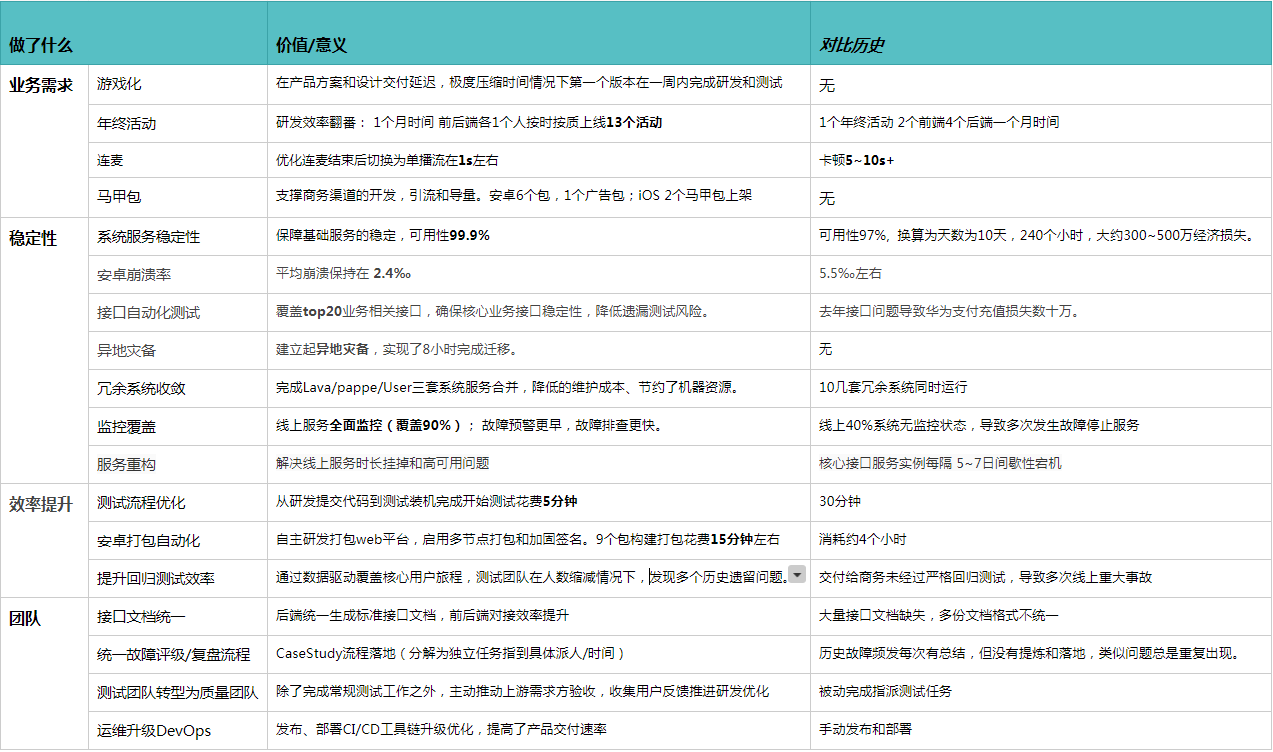 做了什么 价值/意义 对比历史
业务需求 游戏化 在产品方案和设计交付延迟，极度压缩时间情况下第一个版本在一周内完成研发和测试 无
年终活动 研发效率翻番： 1个月时间 前后端各1个人按时按质上线13个活动 1个年终活动 2个前端4个后端一个月时间
连麦 优化连麦结束后切换为单播流在1s左右 卡顿5~10s+
马甲包 支撑商务渠道的开发，引流和导量。安卓6个包，1个广告包；iOS 2个马甲包上架 无
稳定性 系统服务稳定性 保障基础服务的稳定，可用性99.9% 可用性97%, 换算为天数为10天，240个小时，大约300~500万经济损失。
安卓崩溃率 平均崩溃保持在 2.4‰ 5.5‰左右
接口自动化测试 覆盖top20业务相关接口，确保核心业务接口稳定性，降低遗漏测试风险。 去年接口问题导致华为支付充值损失数十万。
异地灾备 建立起异地灾备，实现了8小时完成迁移。 无
冗余系统收敛 完成Lava/pappe/User三套系统服务合并，降低的维护成本、节约了机器资源。 10几套冗余系统同时运行
监控覆盖 线上服务全面监控（覆盖90%）； 故障预警更早，故障排查更快。 线上40%系统无监控状态，导致多次发生故障停止服务
服务重构 解决线上服务时长挂掉和高可用问题 核心接口服务实例每隔 5~7日间歇性宕机
效率提升 测试流程优化 从研发提交代码到测试装机完成开始测试花费5分钟 30分钟
安卓打包自动化 自主研发打包web平台，启用多节点打包和加固签名。9个包构建打包花费15分钟左右 消耗约4个小时
提升回归测试效率 通过数据驱动覆盖核心用户旅程，测试团队在人数缩减情况下，发现多个历史遗留问题。 交付给商务未经过严格回归测试，导致多次线上重大事故
团队 接口文档统一 后端统一生成标准接口文档，前后端对接效率提升 大量接口文档缺失，多份文档格式不统一
统一故障评级/复盘流程 CaseStudy流程落地（分解为独立任务指到具体派人/时间） 历史故障频发每次有总结，但没有提炼和落地，类似问题总是重复出现。
测试团队转型为质量团队 除了完成常规测试工作之外，主动推动上游需求方验收，收集用户反馈推进研发优化 被动完成指派测试任务
运维升级DevOps 发布、部署CI/CD工具链升级优化，提高了产品交付速率 手动发布和部署